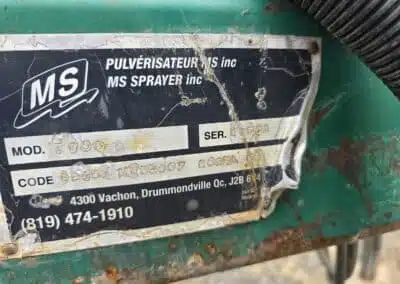 MS
PULVÉRISATEUR MS inc
MS SPRAYER inc
MOD.
SER.
CODE
4300 Vachon, Drummondville Qc, J2B 6V4
(819) 474-1910